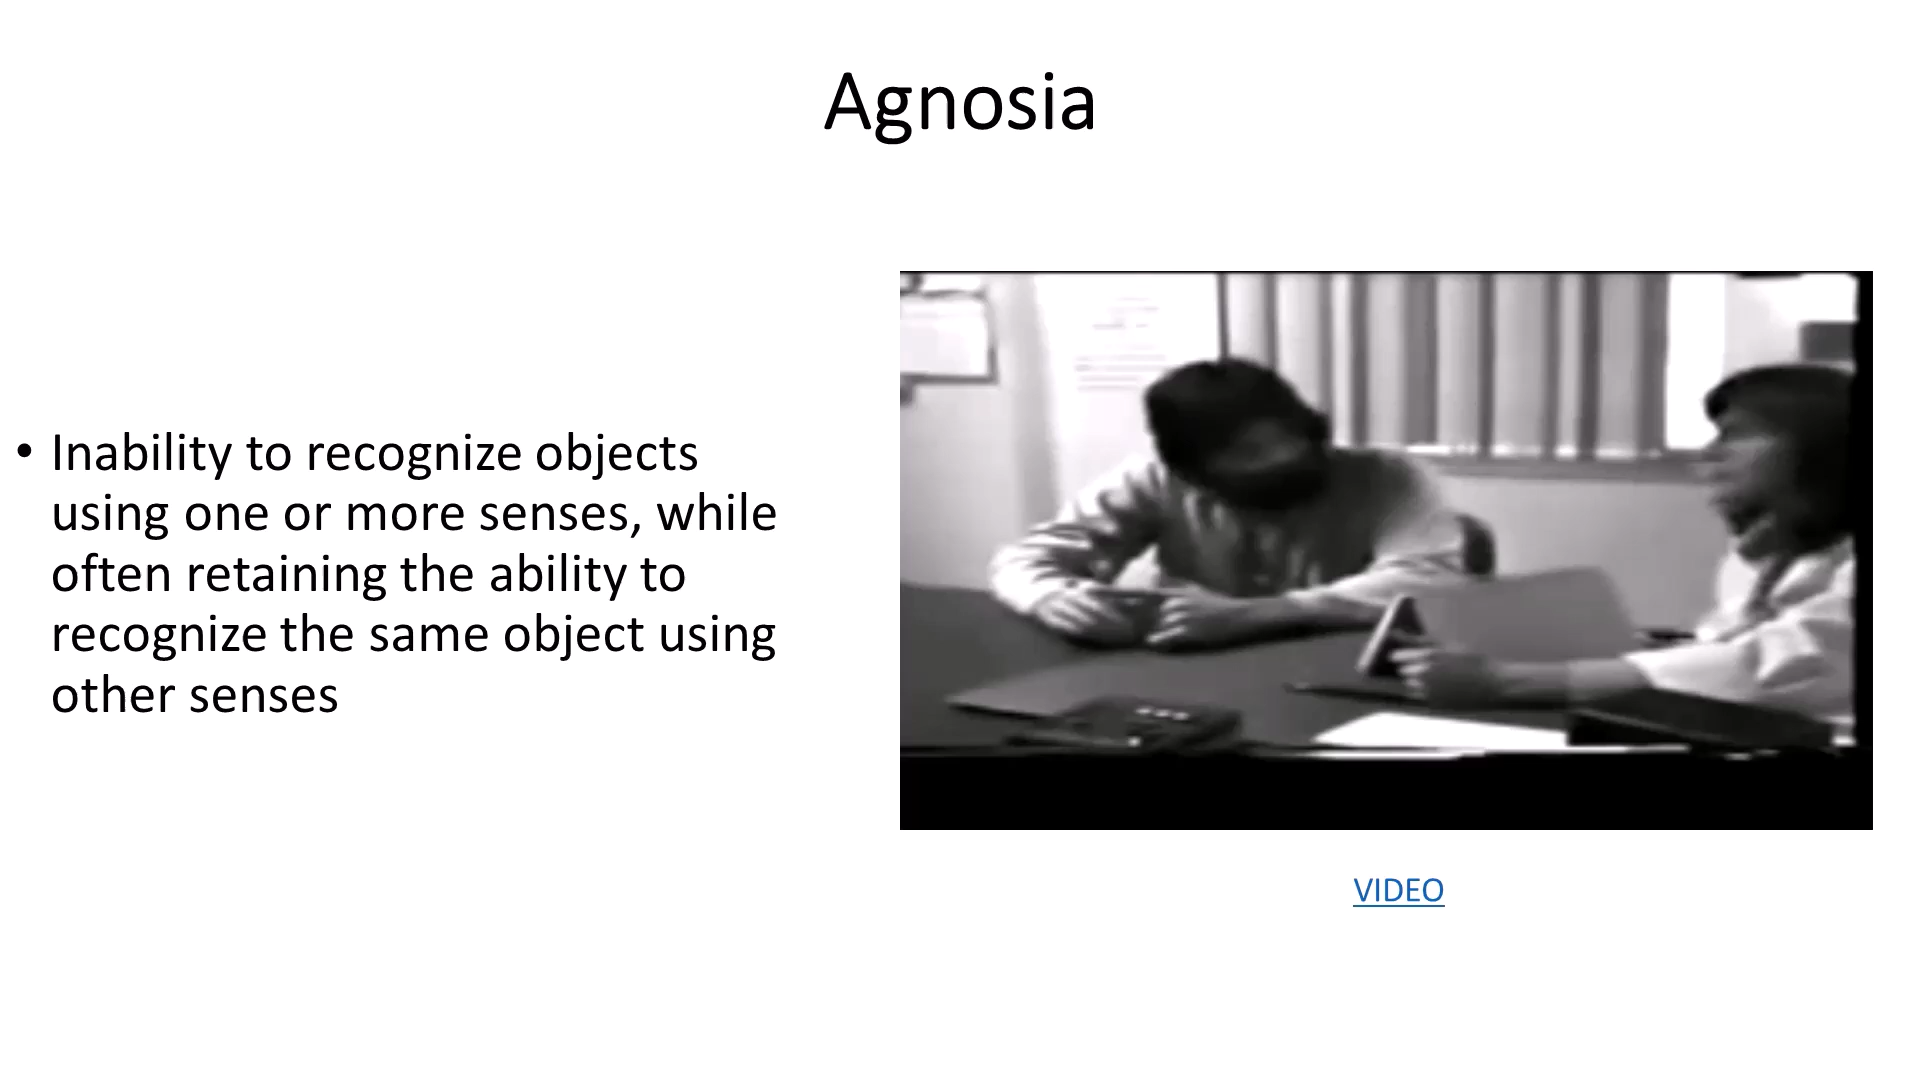 Agnosia
• Inability to recognize objects
using one or more senses, while
often retaining the ability to
recognize the same object using
other senses
VIDEO